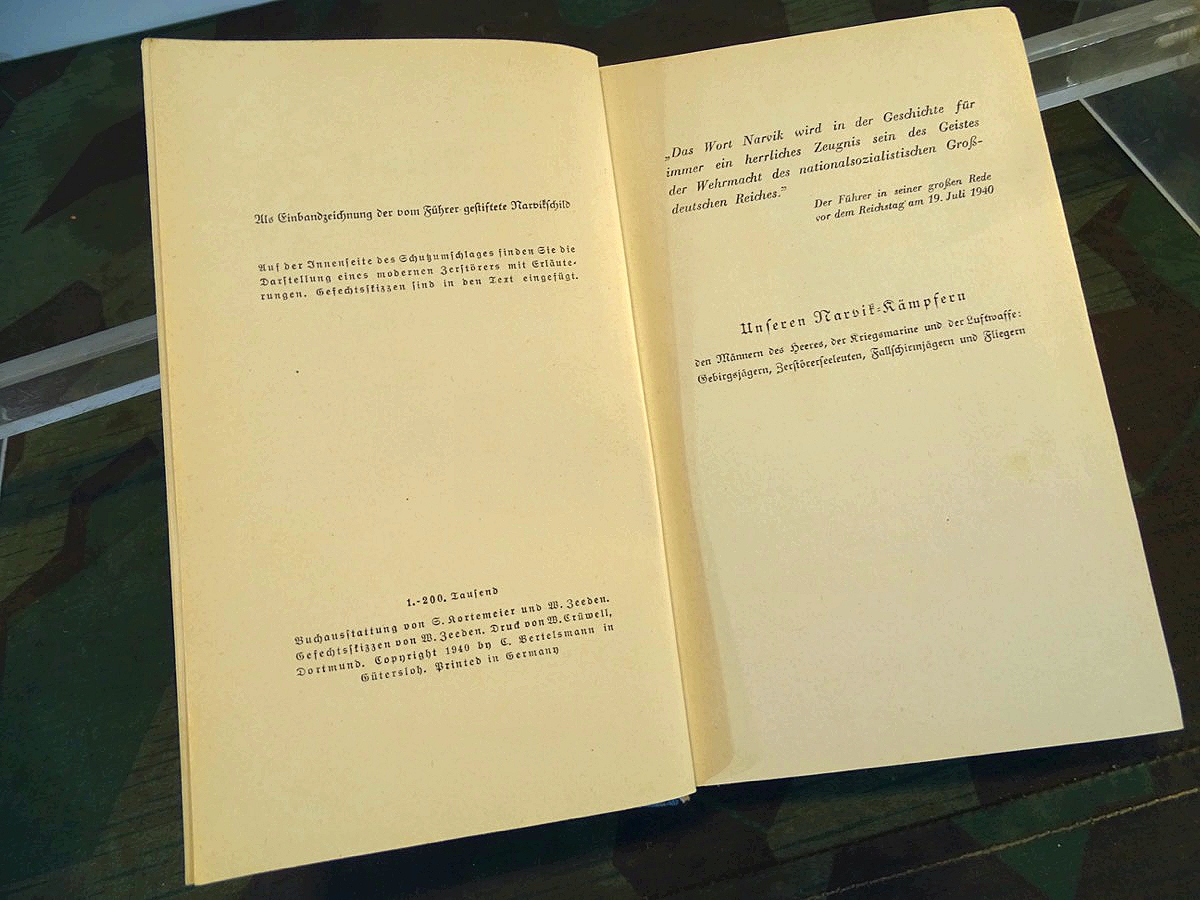 Als Einbandzeichnung der vom Führer gestiftete Narvikschild
Auf der Innenseite des Schutzumschlages finden Sie die
Darstellung eines modernen Zerstörers mit Erläute-
rungen. Gefechtsskizzen sind in den Text eingefügt.
1.-200. Tausend
Buchausstattung von S. Kortemeier und W. Zeeden.
Gefechtsskizzen von W. Zeeden. Druck von W. Crüwell,
Dortmund. Copyright 1940 by C. Bertelsmann in
Gütersloh. Printed in Germany
„Das Wort Narvik wird in der Geschichte für
immer ein herrliches Zeugnis sein des Geistes
der Wehrmacht des nationalsozialistischen Groß-
deutschen Reiches.”
Der Führer in seiner großen Rede
vor dem Reichstag am 19. Juli 1940
Unseren Narvik-Kämpfern
den Männern des Heeres, der Kriegsmarine und der Luftwaffe:
Gebirgsjägern, Zerstörerseeleuten, Fallschirmjägern und Fliegern